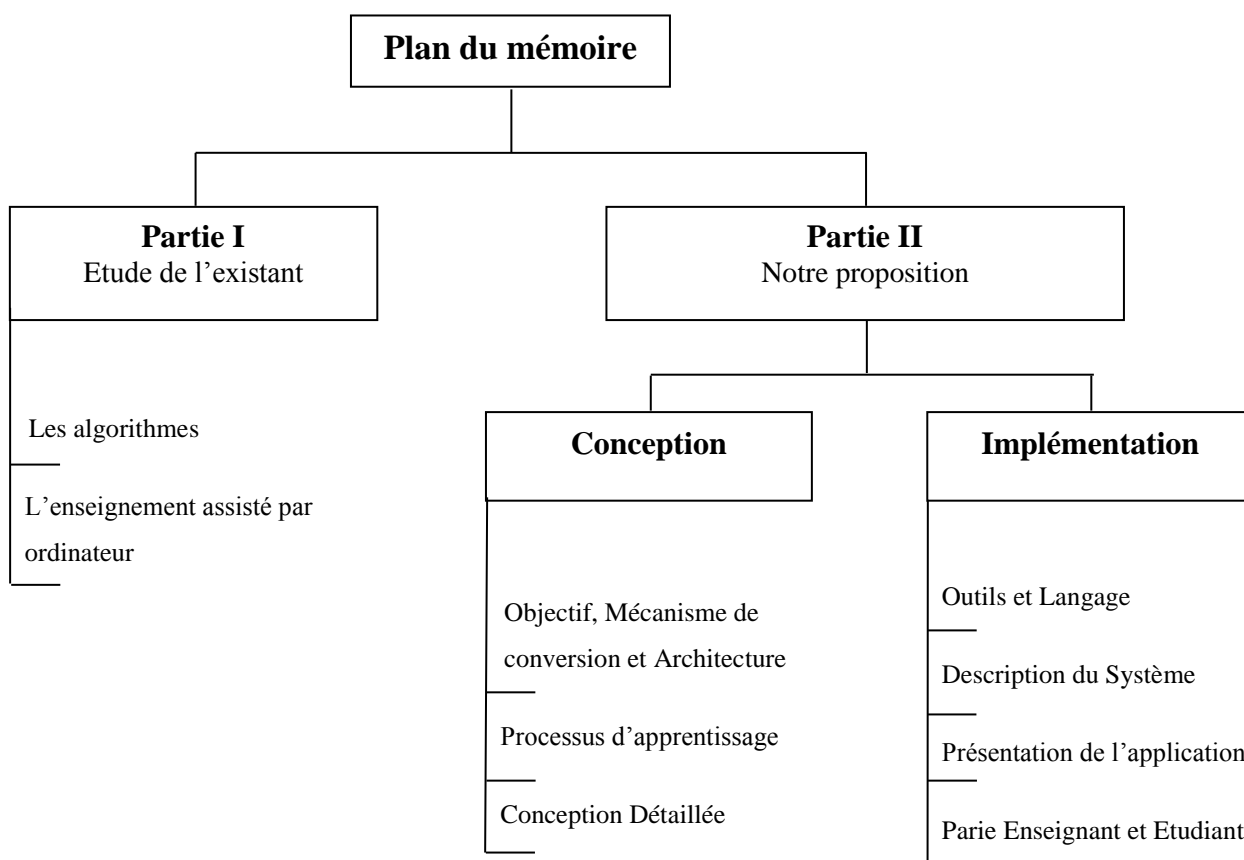 Plan du mémoire
Partie I
Etude de l’existant
Les algorithmes
L’enseignement assisté par
ordinateur
Partie II
Notre proposition
Conception
Objectif, Mécanisme de
conversion et Architecture
Processus d’apprentissage
Conception Détaillée
Implémentation
Outils et Langage
Description du Système
Présentation de l’application
Parie Enseignant et Etudiant